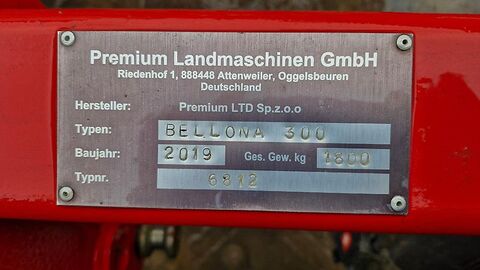 Premium Landmaschinen GmbH
Riedenhof 1, 888448 Attenweiler, Oggelsbeuren
Deutschland
Hersteller: Premium LTD Sp.z.o.o
Typen: BELLONA 300
Baujahr: 2019 Ges. Gew. kg 1800
Typnr. 6812